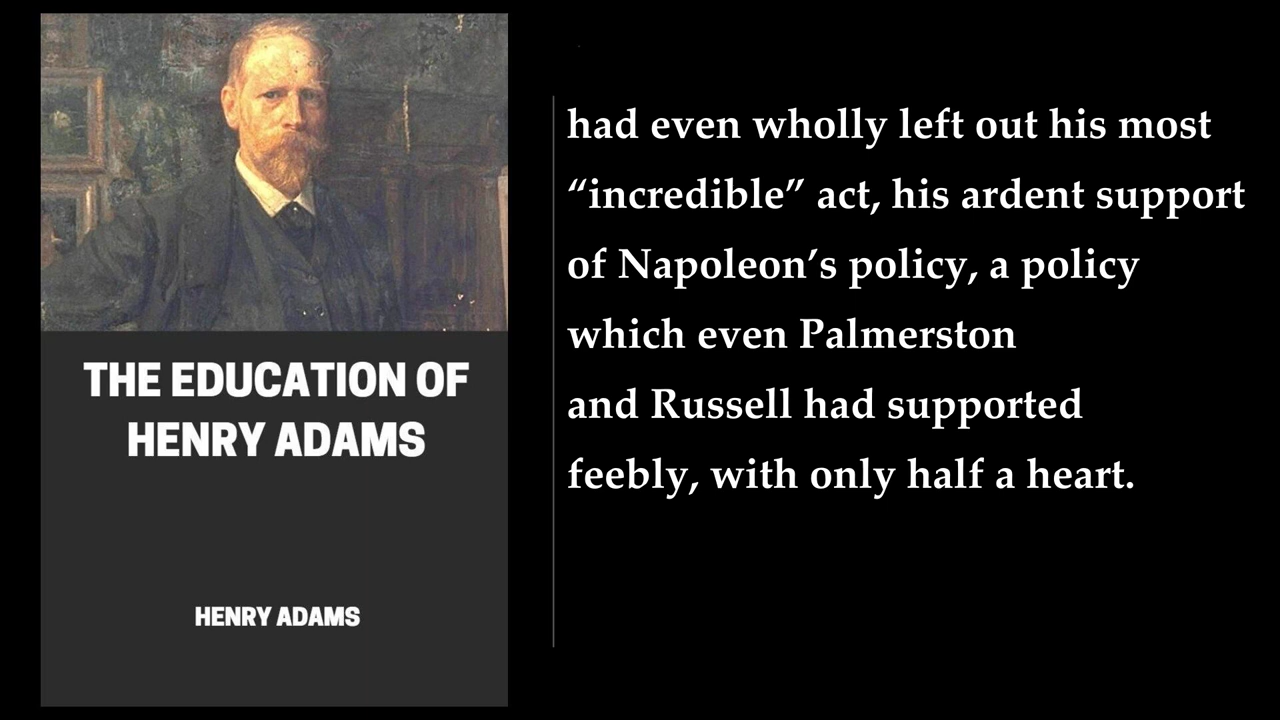 THE EDUCATION OF
HENRY ADAMS
HENRY ADAMS
had even wholly left out his most
“incredible” act, his ardent support
of Napoleon’s policy, a policy
which even Palmerston
and Russell had supported
feebly, with only half a heart.